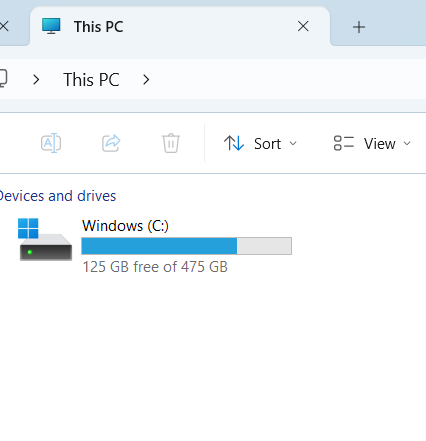 This PC
This PC
Sort
View
Devices and drives
Windows (C:)
125 GB free of 475 GB